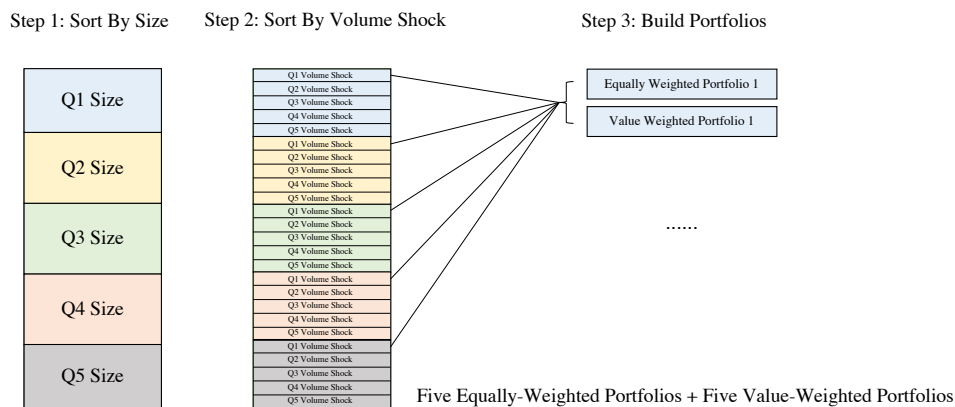 Step 1: Sort By Size
Step 2: Sort By Volume Shock
Step 3: Build Portfolios
Q1 Size
Q2 Size
Q3 Size
Q4 Size
Q5 Size
Q1 Volume Shock
Q2 Volume Shock
Q3 Volume Shock
Q4 Volume Shock
Q5 Volume Shock
Q1 Volume Shock
Q2 Volume Shock
Q3 Volume Shock
Q4 Volume Shock
Q5 Volume Shock
Q1 Volume Shock
Q2 Volume Shock
Q3 Volume Shock
Q4 Volume Shock
Q5 Volume Shock
Q1 Volume Shock
Q2 Volume Shock
Q3 Volume Shock
Q4 Volume Shock
Q5 Volume Shock
Q1 Volume Shock
Q2 Volume Shock
Q3 Volume Shock
Q4 Volume Shock
Q5 Volume Shock
Equally Weighted Portfolio 1
Value Weighted Portfolio 1
......
Five Equally-Weighted Portfolios + Five Value-Weighted Portfolios